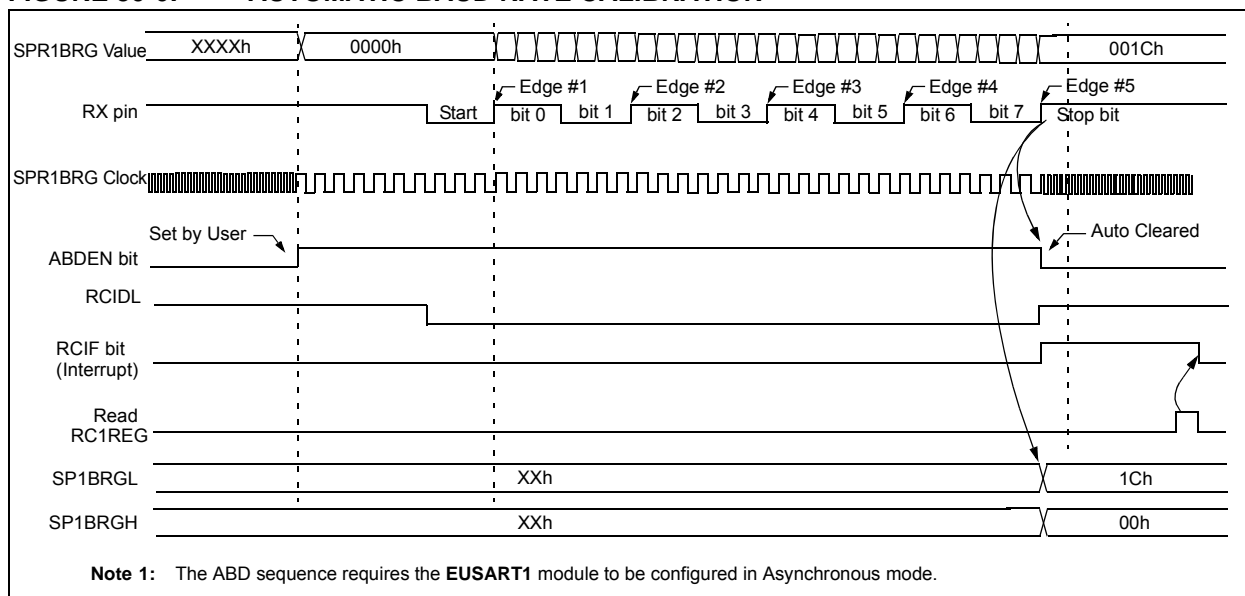 SPR1BRG Value XXXXh 0000h 001Ch
Edge #1 Edge #2 Edge #3 Edge #4 Edge #5
RX pin Start bit 0 bit 1 bit 2 bit 3 bit 4 bit 5 bit 6 bit 7 Stop bit
SPR1BRG Clock
Set by User Auto Cleared
ABDEN bit
RCIDL
RCIF bit
(Interrupt)
Read
RC1REG
SP1BRGL XXh 1Ch
SP1BRGH XXh 00h
Note 1: The ABD sequence requires the EUSART1 module to be configured in Asynchronous mode.